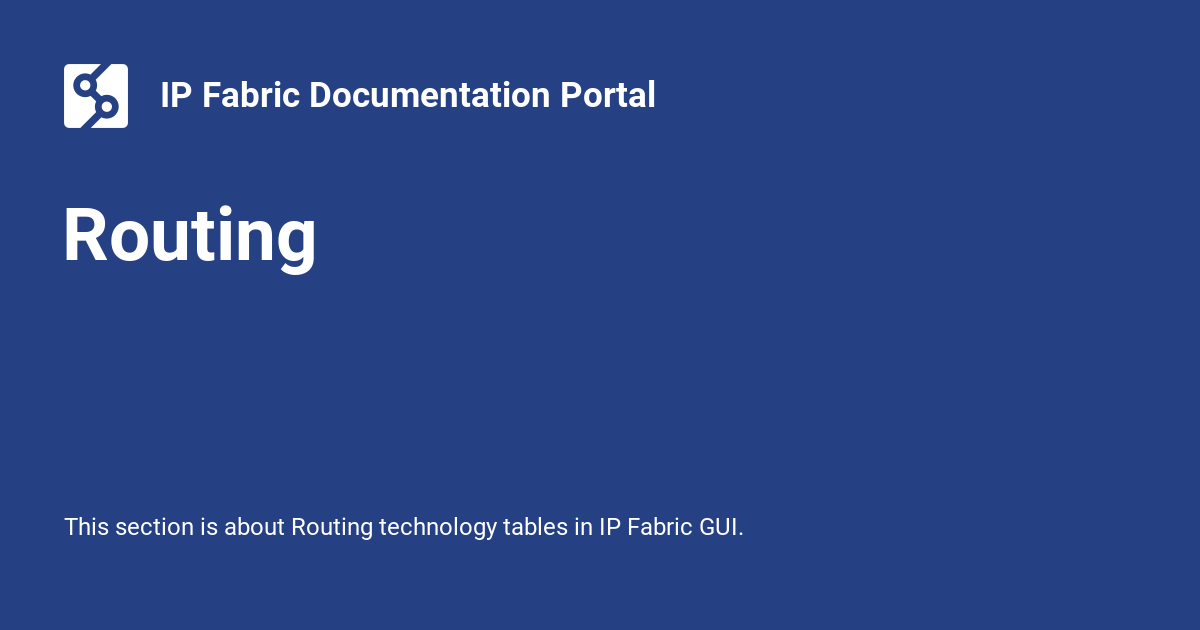 IP Fabric Documentation Portal
Routing
This section is about Routing technology tables in IP Fabric GUI.